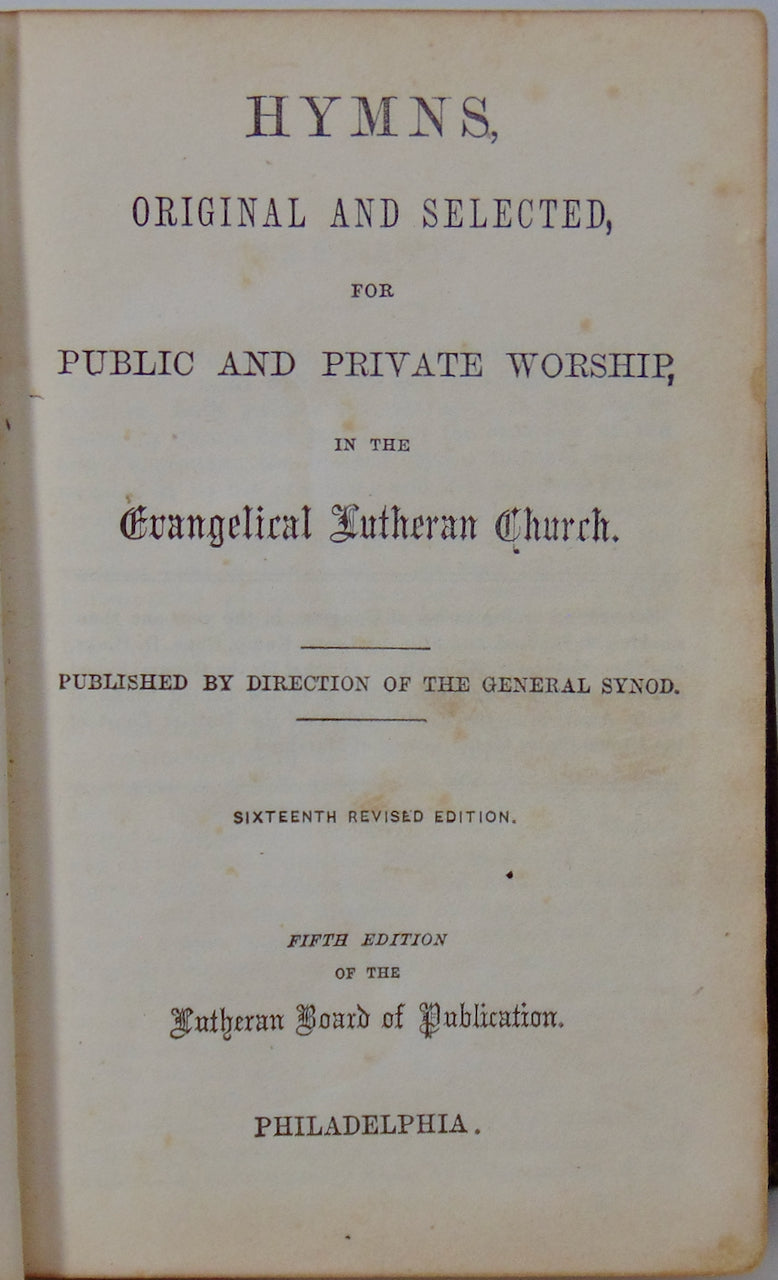 HYMNS,
ORIGINAL AND SELECTED,
FOR
PUBLIC AND PRIVATE WORSHIP,
IN THE
Evangelical Lutheran Church.
PUBLISHED BY DIRECTION OF THE GENERAL SYNOD.
SIXTEENTH REVISED EDITION.
FIFTH EDITION
OF THE
Lutheran Board of Publication.
PHILADELPHIA.